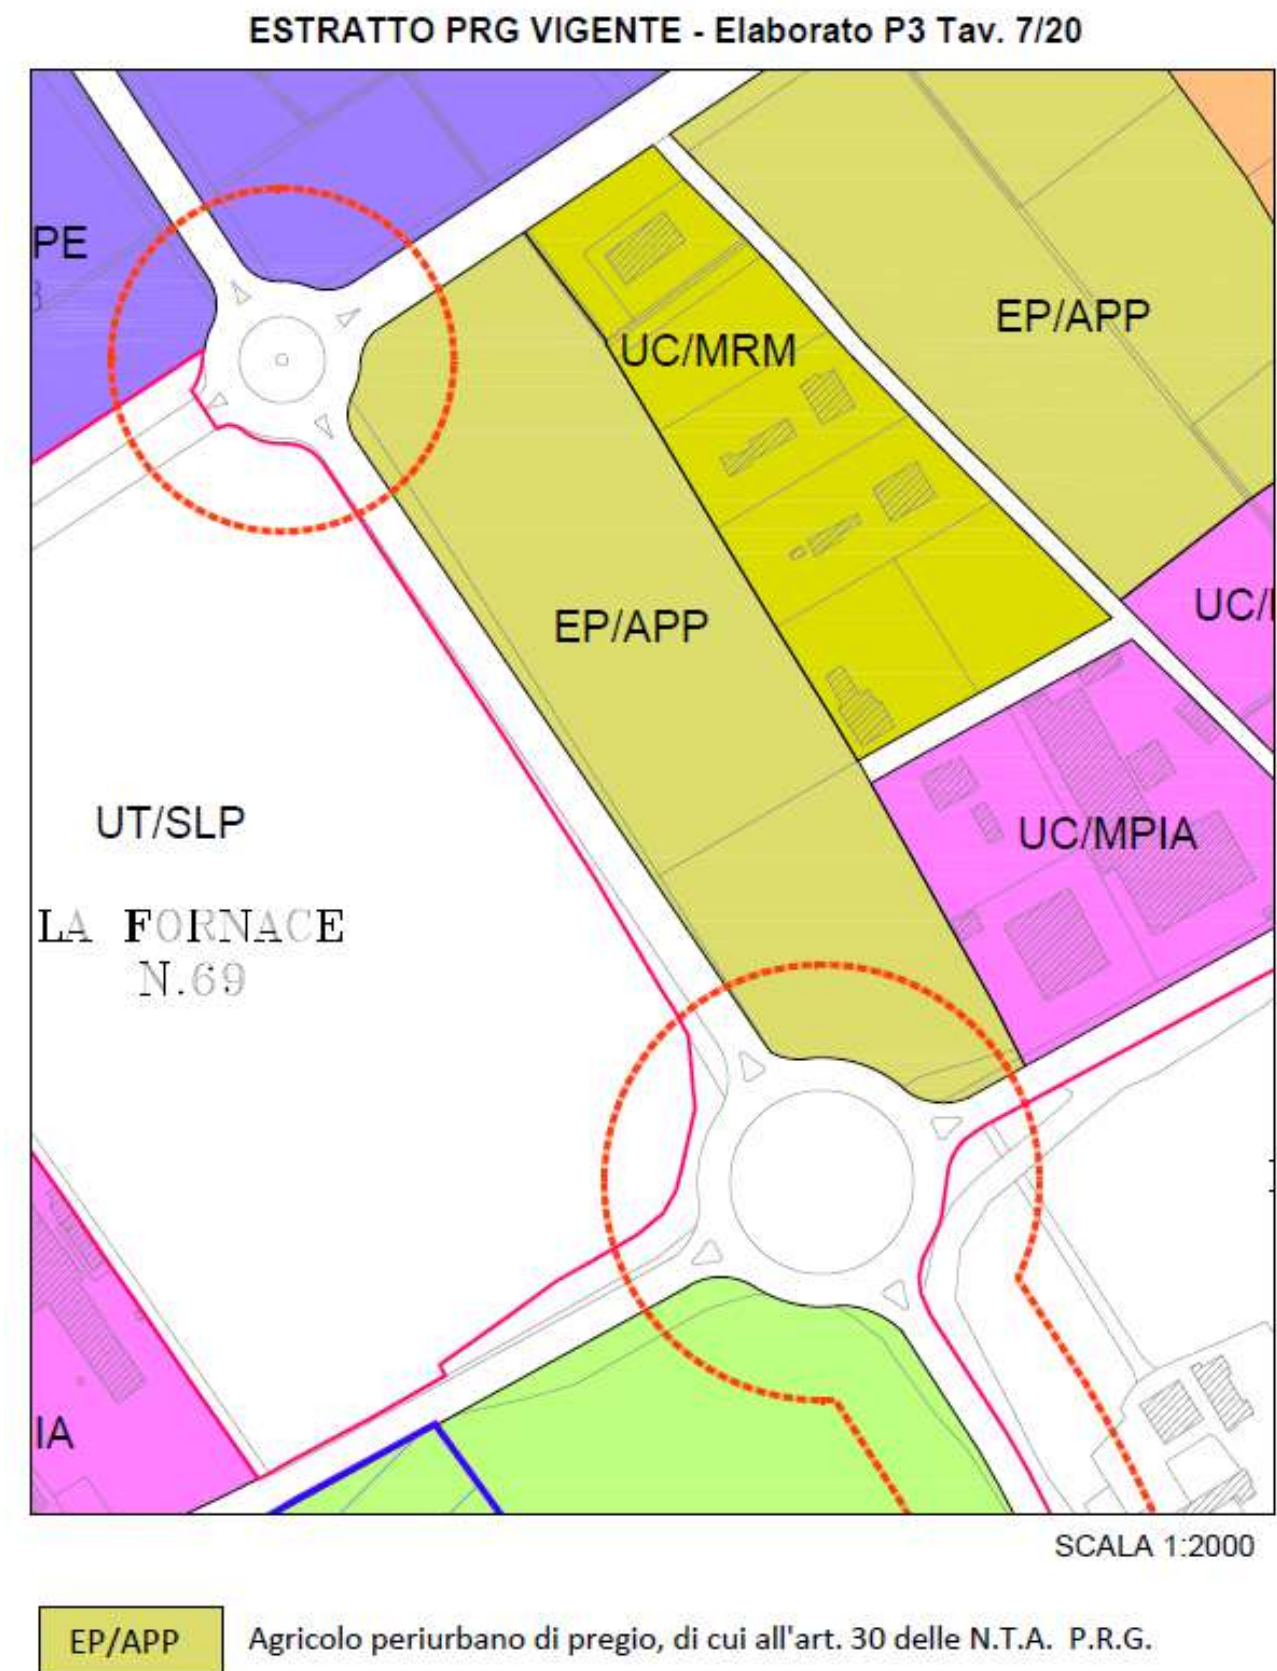 ESTRATTO PRG VIGENTE - Elaborato P3 Tav. 7/20
PE
EP/APP
UC/MRM
UC/
EP/APP
UT/SLP
UC/MPIA
LA FORNACE
N.69
IA
SCALA 1:2000
EP/APP Agricolo periurbano di pregio, di cui all'art. 30 delle N.T.A. P.R.G.